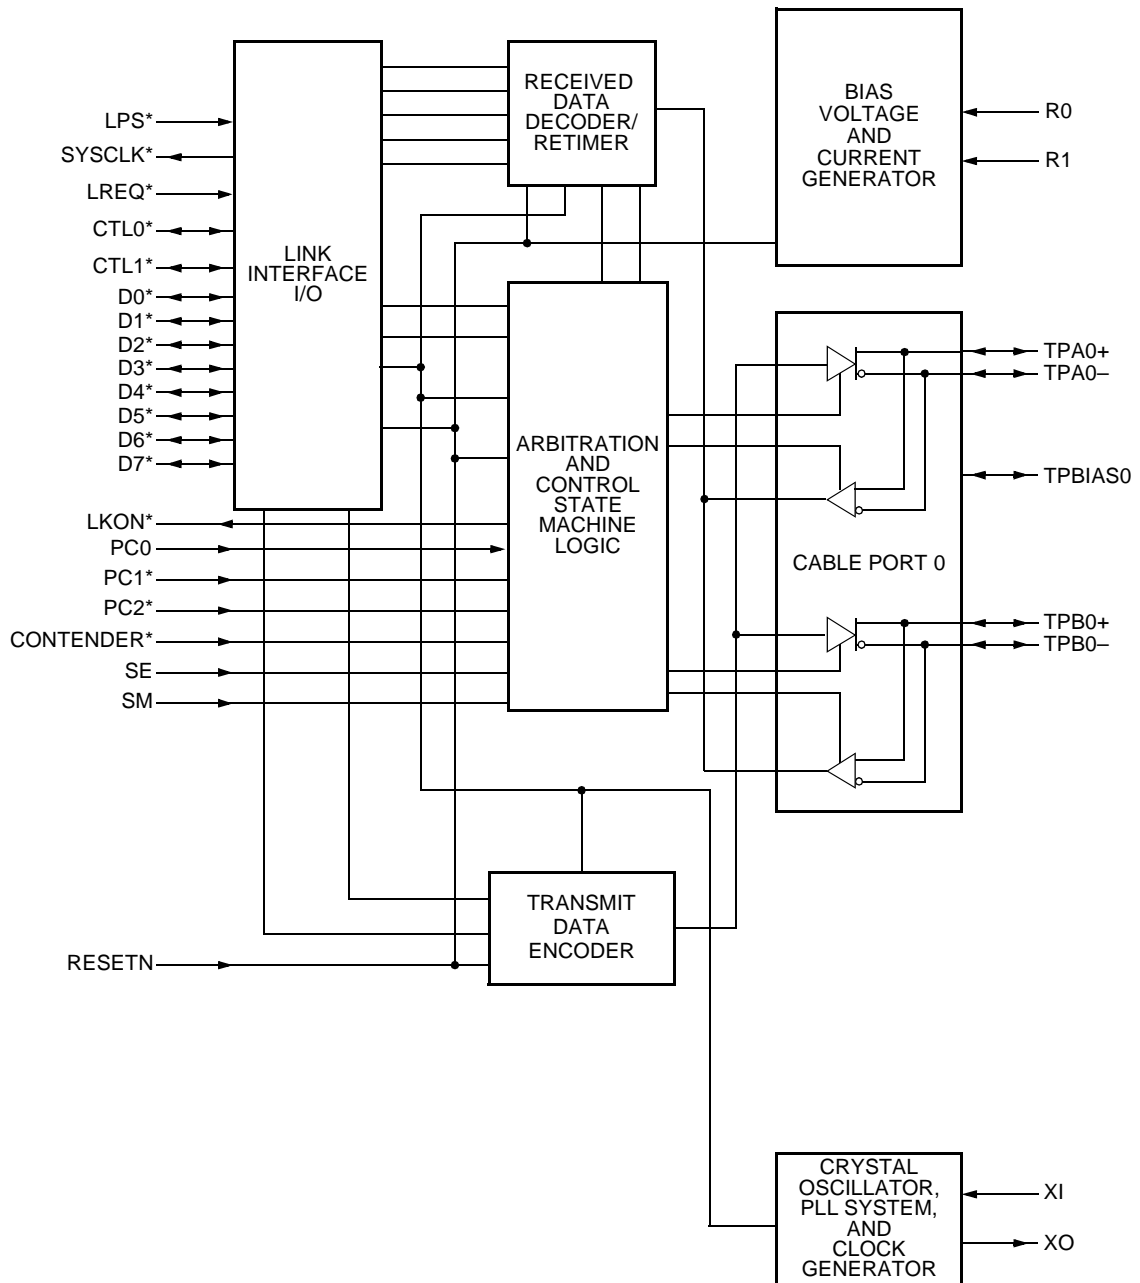 LPS*
SYSCLK*
LREQ*
CTL0*
CTL1*
D0*
D1*
D2*
D3*
D4*
D5*
D6*
D7*
LKON*
PC0
PC1*
PC2*
CONTENDER*
SE
SM
RESETN
LINK
INTERFACE
I/O
RECEIVED
DATA
DECODER/
RETIMER
ARBITRATION
AND
CONTROL
STATE
MACHINE
LOGIC
TRANSMIT
DATA
ENCODER
BIAS
VOLTAGE
AND
CURRENT
GENERATOR
R0
R1
CABLE PORT 0
TPA0+
TPA0–
TPBIAS0
TPB0+
TPB0–
CRYSTAL
OSCILLATOR,
PLL SYSTEM,
AND
CLOCK
GENERATOR
XI
XO